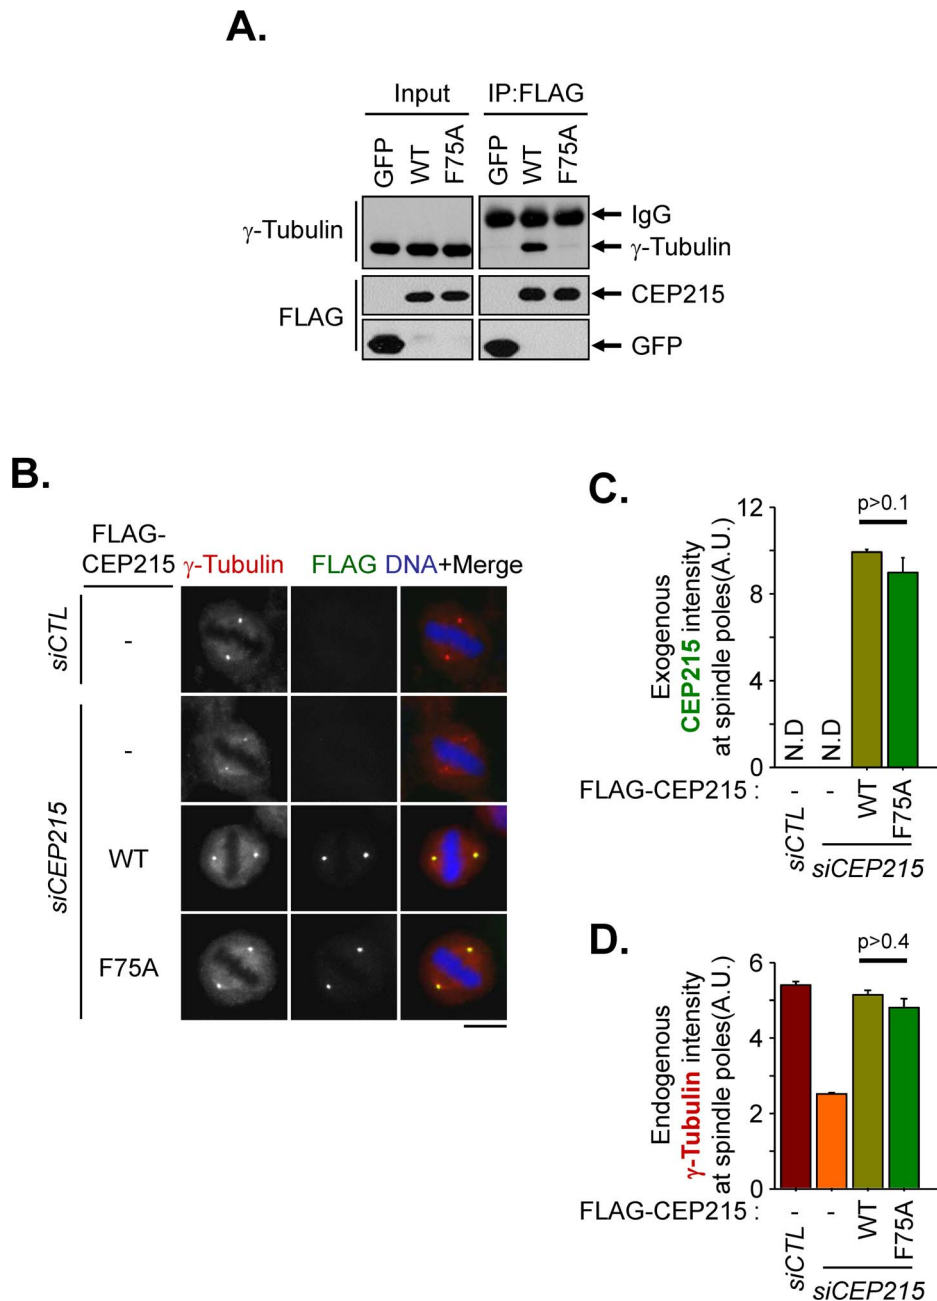 A.
Input
IP:FLAG
GFP
WT
F75A
GFP
WT
F75A
γ-Tubulin
IgG
γ-Tubulin
FLAG
CEP215
GFP
B.
FLAG-
CEP215
γ-Tubulin
FLAG
DNA+Merge
siCTL
-
siCEP215
-
WT
F75A
C.
Exogenous
CEP215 intensity
at spindle poles(A.U.)
12
8
4
0
p>0.1
N.D
N.D
FLAG-CEP215 :
-
-
WT
F75A
siCTL
siCEP215
D.
Endogenous
γ-Tubulin intensity
at spindle poles(A.U.)
6
4
2
0
p>0.4
FLAG-CEP215 :
-
-
WT
F75A
siCTL
siCEP215